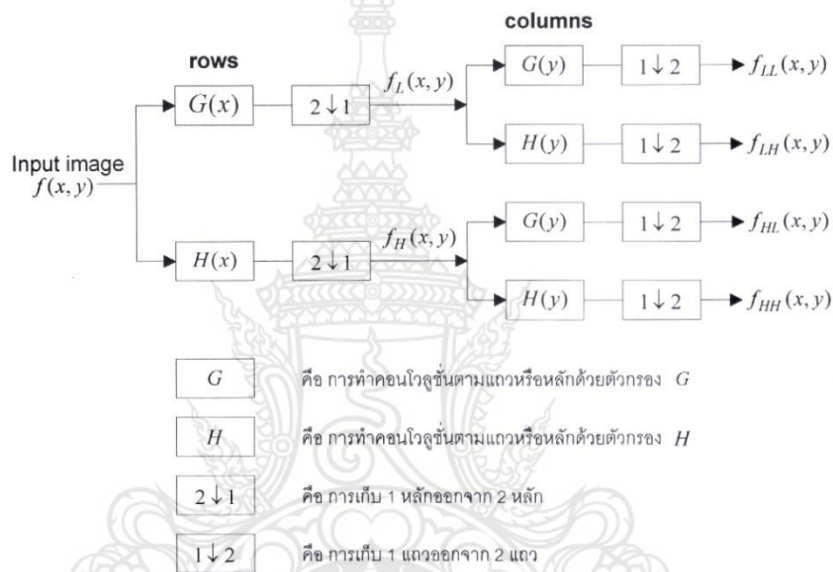 columns
rows
G(x)
2↓1
f_L(x, y)
G(y)
1↓2
f_LL(x, y)
H(y)
1↓2
f_LH(x, y)
Input image
f(x, y)
H(x)
2↓1
f_H(x, y)
G(y)
1↓2
f_HL(x, y)
H(y)
1↓2
f_HH(x, y)
G คือ การทำคอนโวลูชั่นตามแถวหรือหลักด้วยตัวกรอง G
H คือ การทำคอนโวลูชั่นตามแถวหรือหลักด้วยตัวกรอง H
2↓1 คือ การเก็บ 1 หลักออกจาก 2 หลัก
1↓2 คือ การเก็บ 1 แถวออกจาก 2 แถว